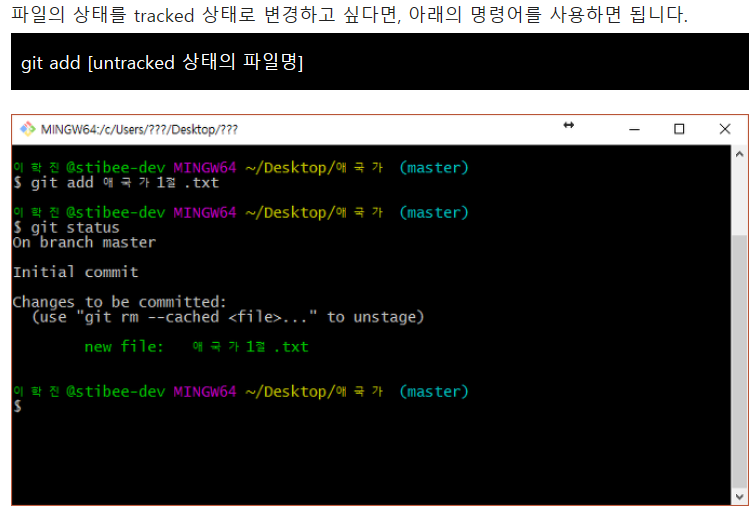 파일의 상태를 tracked 상태로 변경하고 싶다면, 아래의 명령어를 사용하면 됩니다.
git add [untracked 상태의 파일명]
MINGW64:/c/Users/???/Desktop/???
이 학 진 @stibee-dev MINGW64 ~/Desktop/애 국 가 (master)
$ git add 애 국 가 1절 .txt
이 학 진 @stibee-dev MINGW64 ~/Desktop/애 국 가 (master)
$ git status
On branch master
Initial commit
Changes to be committed:
(use "git rm --cached <file>..." to unstage)
new file: 애 국 가 1절 .txt
이 학 진 @stibee-dev MINGW64 ~/Desktop/애 국 가 (master)
$